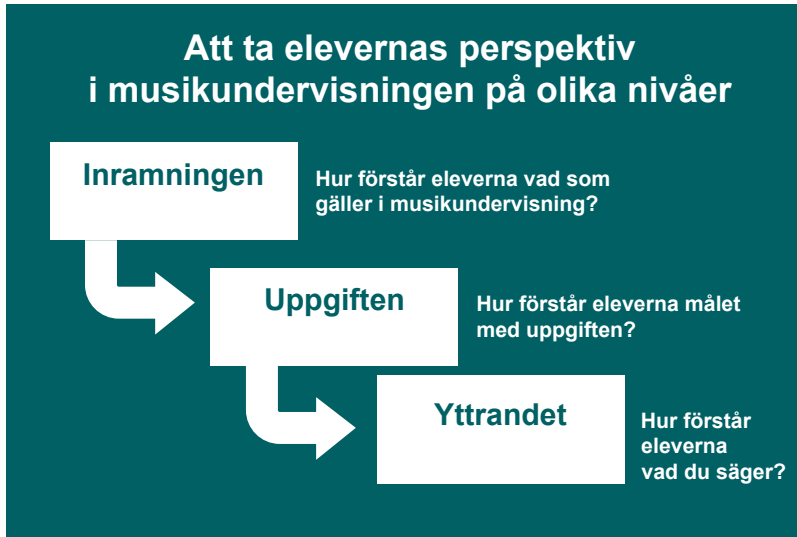 Att ta elevernas perspektiv
i musikundervisningen på olika nivåer
Inramningen
Hur förstår eleverna vad som
gäller i musikundervisning?
Uppgiften
Hur förstår eleverna målet
med uppgiften?
Yttrandet
Hur förstår
eleverna
vad du säger?